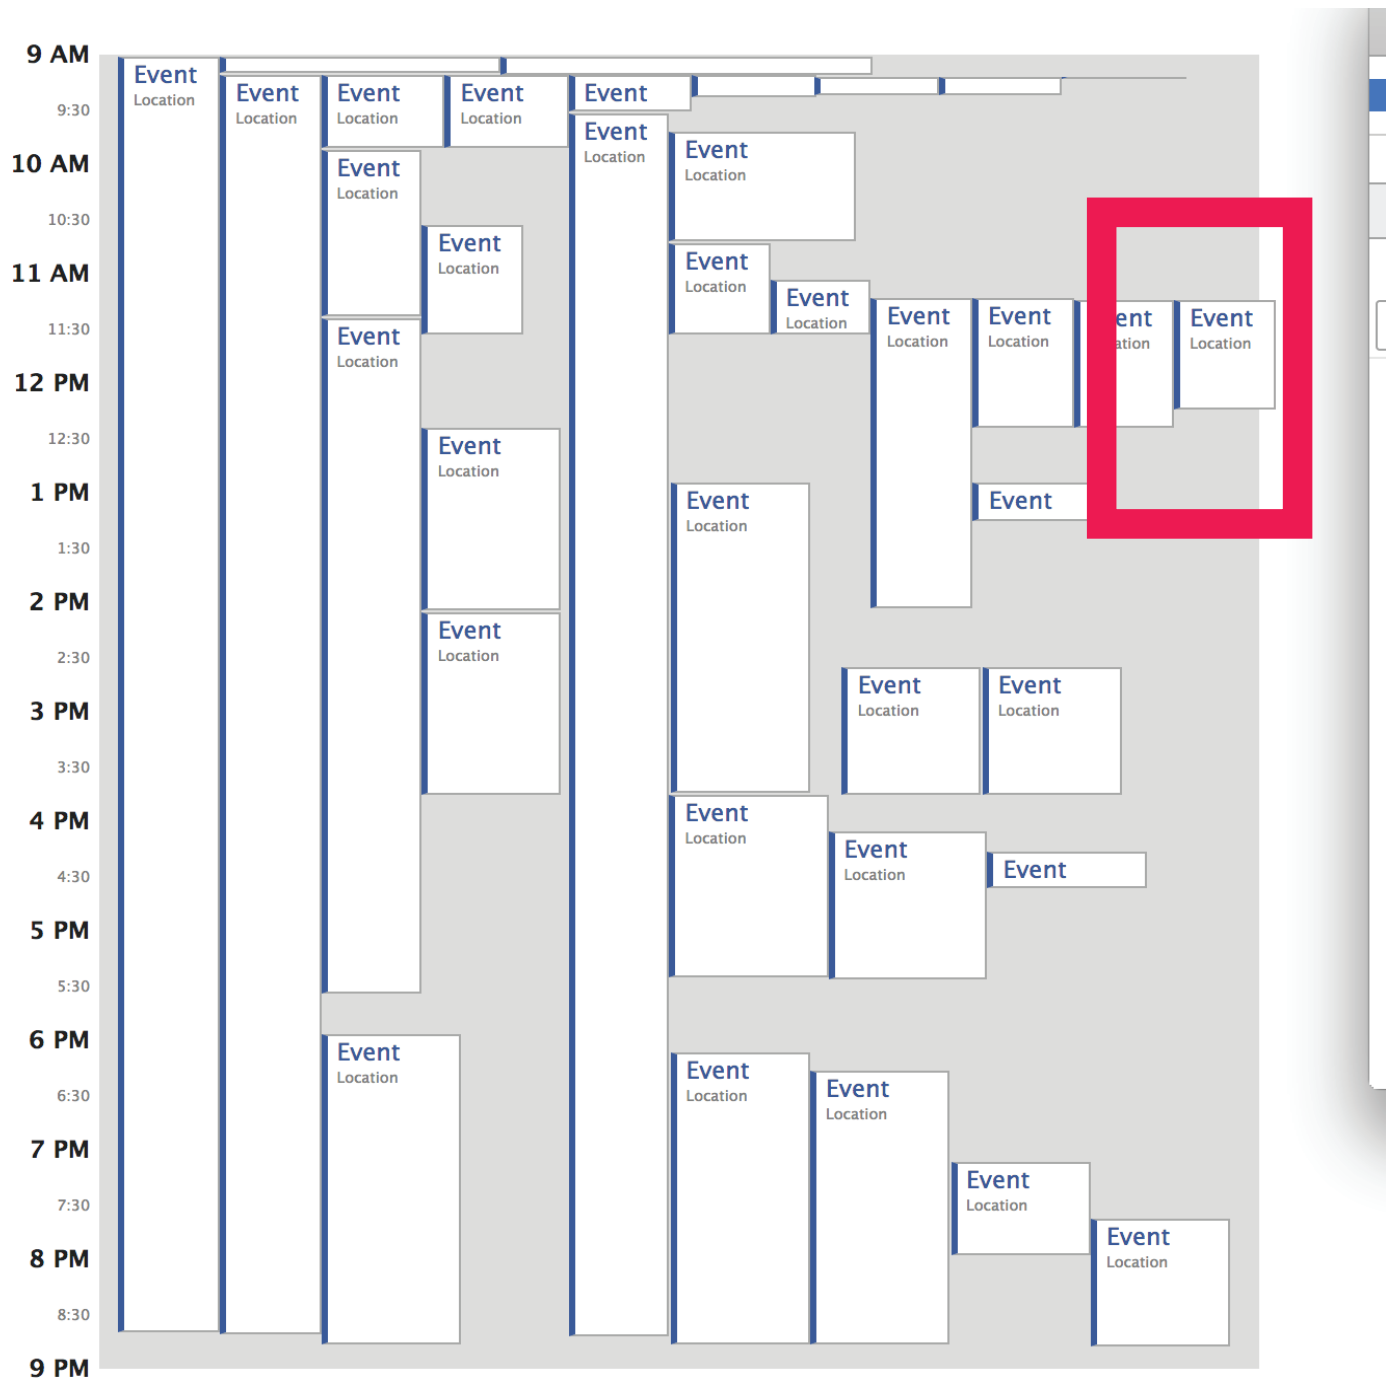 9 AM
9:30
10 AM
10:30
11 AM
11:30
12 PM
12:30
1 PM
1:30
2 PM
2:30
3 PM
3:30
4 PM
4:30
5 PM
5:30
6 PM
6:30
7 PM
7:30
8 PM
8:30
9 PM
Event
Location
Event
Location
Event
Location
Event
Location
Event
Event
Location
Event
Location
Event
Location
Event
Location
Event
Location
Event
Location
Event
Location
Event
Location
ent
ation
Event
Location
Event
Location
Event
Location
Event
Location
Event
Event
Location
Event
Location
Event
Location
Event
Location
Event
Location
Event
Location
Event
Event
Location
Event
Location
Event
Location
Event
Location
Event
Location